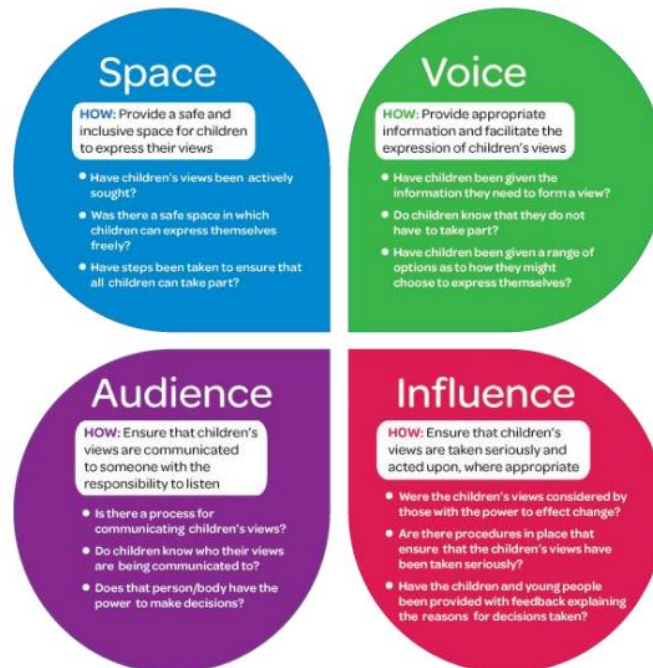 Space
HOW: Provide a safe and
inclusive space for children
to express their views
● Have children's views been actively
sought?
● Was there a safe space in which
children can express themselves
freely?
● Have steps been taken to ensure that
all children can take part?
Voice
HOW: Provide appropriate
information and facilitate the
expression of children's views
● Have children been given the
information they need to form a view?
● Do children know that they do not
have to take part?
● Have children been given a range of
options as to how they might
choose to express themselves?
Audience
HOW: Ensure that children's
views are communicated
to someone with the
responsibility to listen
● Is there a process for
communicating children's views?
● Do children know who their views
are being communicated to?
● Does that person/body have the
power to make decisions?
Influence
HOW: Ensure that children's
views are taken seriously and
acted upon, where appropriate
● Were the children's views considered by
those with the power to effect change?
● Are there procedures in place that
ensure that the children's views have
been taken seriously?
● Have the children and young people
been provided with feedback explaining
the reasons for decisions taken?